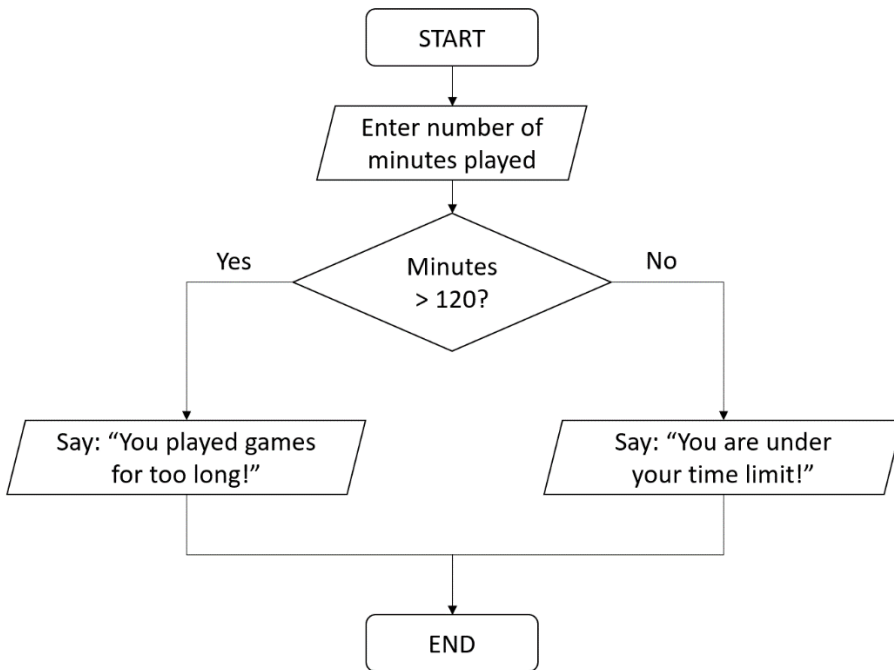 START
Enter number of
minutes played
Yes
Minutes
> 120?
No
Say: “You played games
for too long!”
Say: “You are under
your time limit!”
END